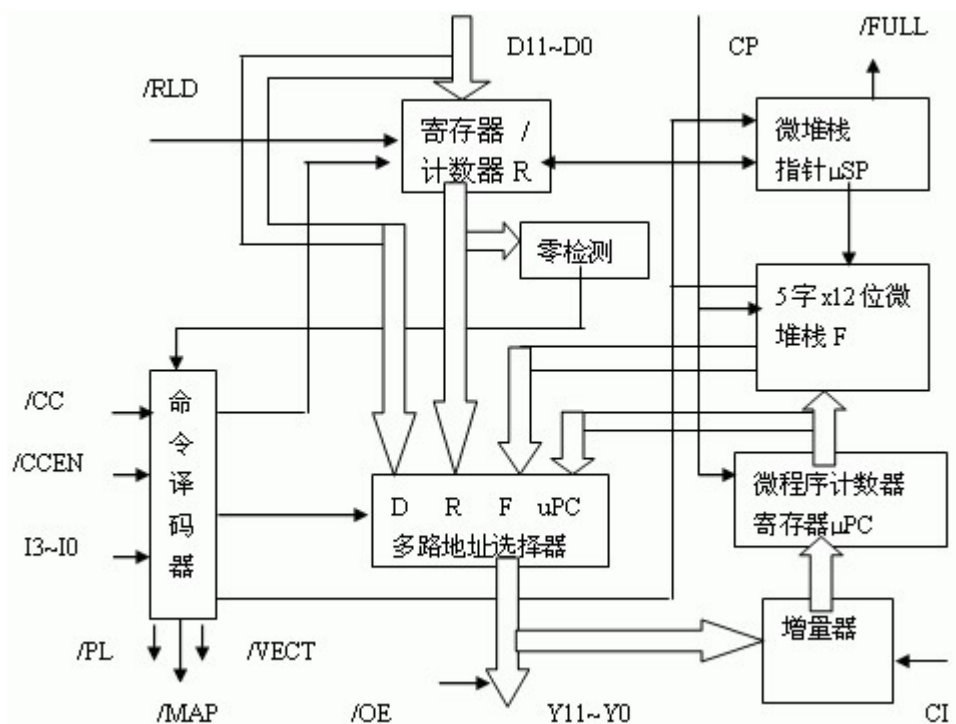 /FULL
D11~D0
CP
/RLD
寄存器 /
计数器 R
微堆栈
指针μSP
零检测
5字x12位微
堆栈 F
/CC
/CCEN
I3~I0
命
令
译
码
器
D R F uPC
多路地址选择器
微程序计数器
寄存器μPC
增量器
/PL
/VECT
/MAP
/OE
Y11~Y0
CI